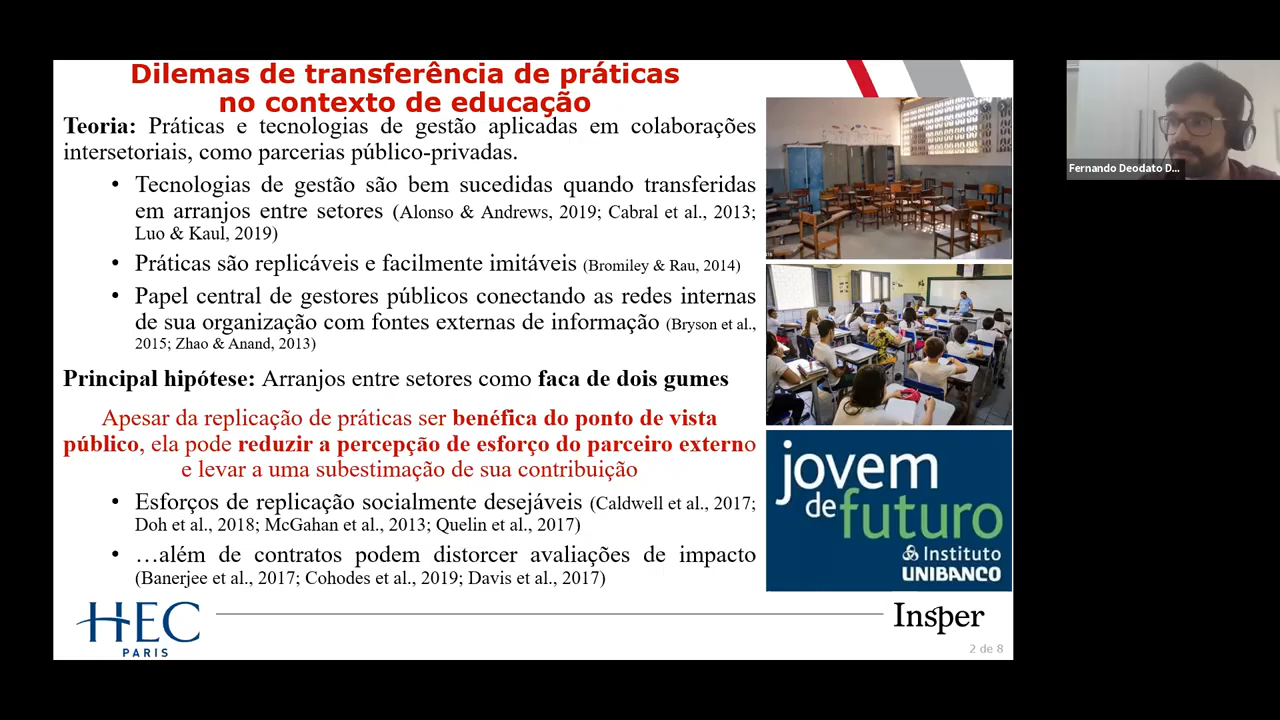 Dilemas de transferência de práticas
no contexto de educação
Teoria: Práticas e tecnologias de gestão aplicadas em colaborações
intersetoriais, como parcerias público-privadas.
• Tecnologias de gestão são bem sucedidas quando transferidas
em arranjos entre setores (Alonso & Andrews, 2019; Cabral et al., 2013;
Luo & Kaul, 2019)
• Práticas são replicáveis e facilmente imitáveis (Bromiley & Rau, 2014)
• Papel central de gestores públicos conectando as redes internas
de sua organização com fontes externas de informação (Bryson et al.,
2015; Zhao & Anand, 2013)
Principal hipótese: Arranjos entre setores como faca de dois gumes
Apesar da replicação de práticas ser benéfica do ponto de vista
público, ela pode reduzir a percepção de esforço do parceiro externo
e levar a uma subestimação de sua contribuição
• Esforços de replicação socialmente desejáveis (Caldwell et al., 2017;
Doh et al., 2018; McGahan et al., 2013; Quelin et al., 2017)
• …além de contratos podem distorcer avaliações de impacto
(Banerjee et al., 2017; Cohodes et al., 2019; Davis et al., 2017)
jovem
de futuro
Instituto
UNIBANCO
HEC
PARIS
Insper
2 de 8
Fernando Deodato D...